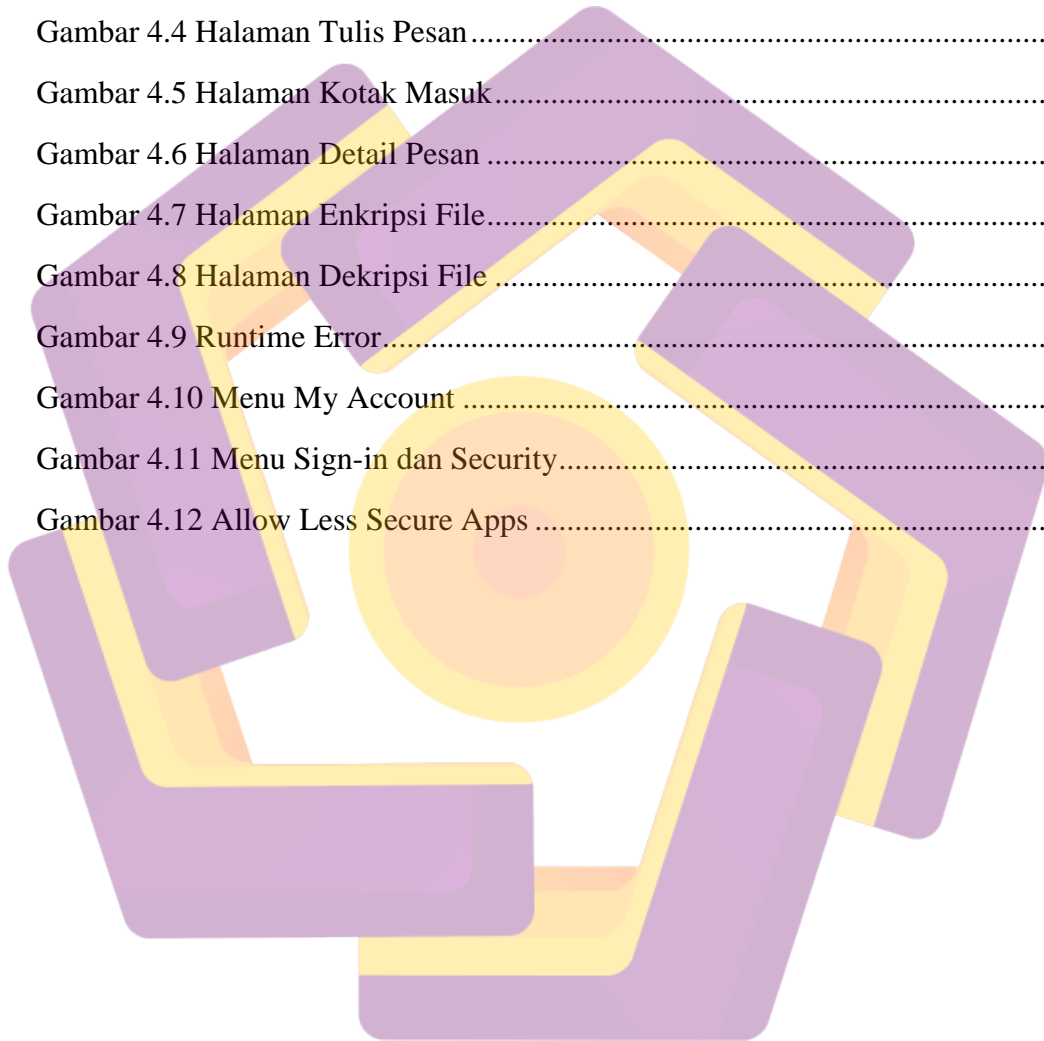 Gambar 4.4 Halaman Tulis Pesan........................................................................
Gambar 4.5 Halaman Kotak Masuk.....................................................................
Gambar 4.6 Halaman Detail Pesan ......................................................................
Gambar 4.7 Halaman Enkripsi File......................................................................
Gambar 4.8 Halaman Dekripsi File .....................................................................
Gambar 4.9 Runtime Error...................................................................................
Gambar 4.10 Menu My Account .........................................................................
Gambar 4.11 Menu Sign-in dan Security.............................................................
Gambar 4.12 Allow Less Secure Apps ................................................................